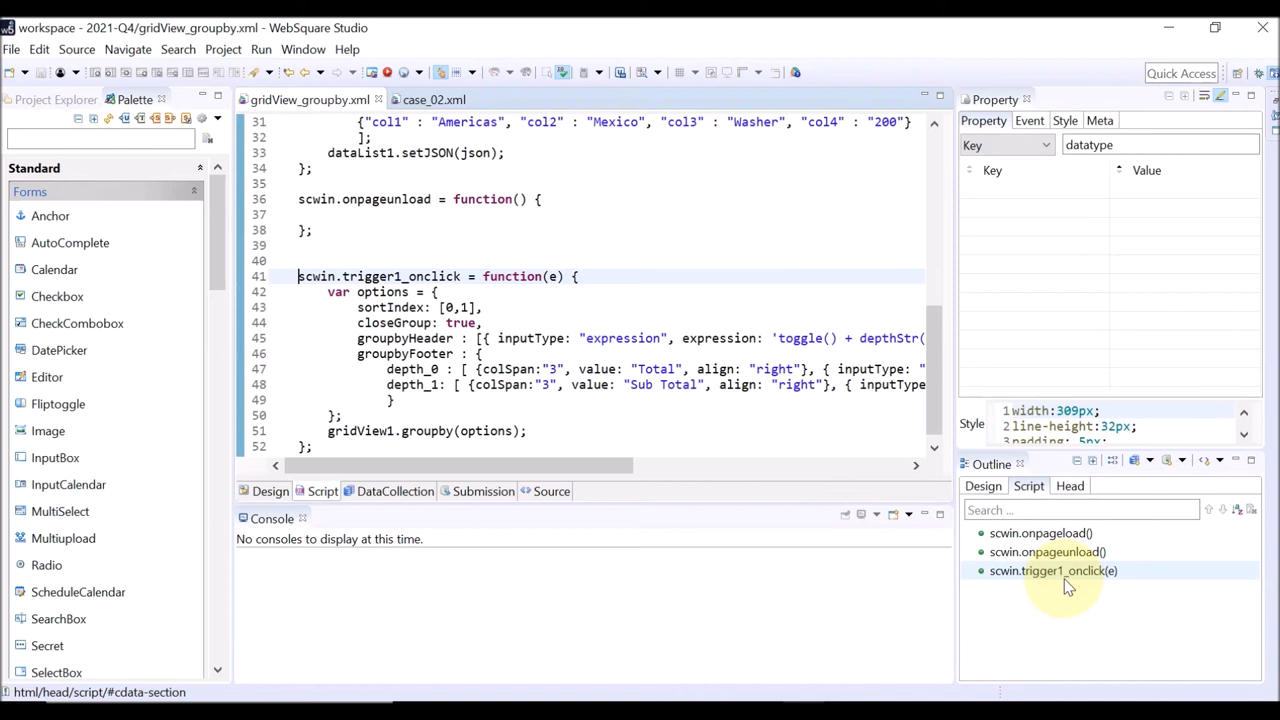 workspace - 2021-Q4/gridView_groupby.xml - WebSquare Studio
File Edit Source Navigate Search Project Run Window Help
Quick Access
Project Explorer Palette
Standard
Forms
Anchor
AutoComplete
Calendar
Checkbox
CheckCombobox
DatePicker
Editor
Fliptoggle
Image
InputBox
InputCalendar
MultiSelect
Multiupload
Radio
ScheduleCalendar
SearchBox
Secret
SelectBox
gridView_groupby.xml case_02.xml
31 {"col1" : "Americas", "col2" : "Mexico", "col3" : "Washer", "col4" : "200"}
32 ];
33 dataList1.setJSON(json);
34 };
35
36 scwin.onpageunload = function() {
37
38 };
39
40
41 scwin.trigger1_onclick = function(e) {
42 var options = {
43 sortIndex: [0,1],
44 closeGroup: true,
45 groupbyHeader : [{ inputType: "expression", expression: 'toggle() + depthStr(
46 groupbyFooter : {
47 depth_0 : [ {colSpan:"3", value: "Total", align: "right"}, { inputType: "
48 depth_1: [ {colSpan:"3", value: "Sub Total", align: "right"}, { inputType
49 }
50 };
51 gridView1.groupby(options);
52 };
Design Script DataCollection Submission Source
Console
No consoles to display at this time.
Property
Property Event Style Meta
Key datatype
Key Value
Style
1 width:309px;
2 line-height:32px;
3 padding: 5px;
Outline
Design Script Head
Search ...
scwin.onpageload()
scwin.onpageunload()
scwin.trigger1_onclick(e)
html/head/script/#cdata-section